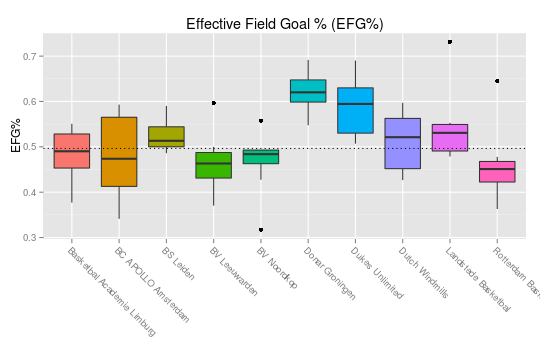 Effective Field Goal % (EFG%)
EFG%
0.7
0.6
0.5
0.4
0.3
Basketbal Academie Limburg
BC APOLLO Amsterdam
BS Leiden
BV Leeuwarden
BV Noordkop
Donar Groningen
Dukes Unlimited
Dutch Windmills
Landstede Basketbal
Rotterdam Bas